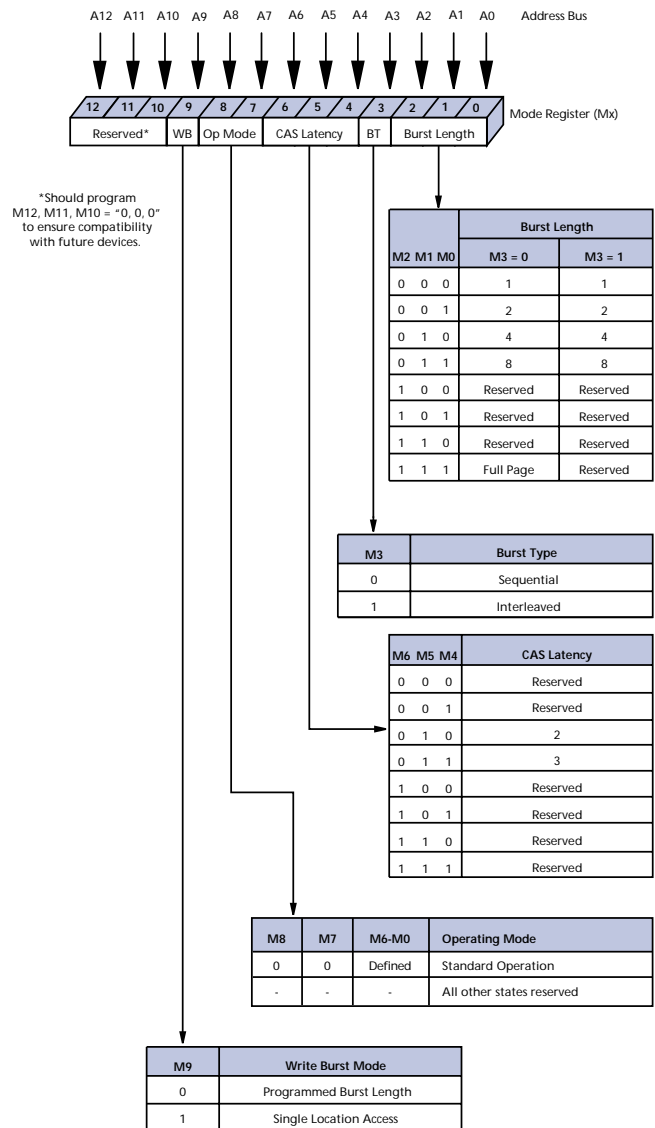 A12 A11 A10 A9 A8 A7 A6 A5 A4 A3 A2 A1 A0 Address Bus
12 11 10 9 8 7 6 5 4 3 2 1 0 Mode Register (Mx)
Reserved* WB Op Mode CAS Latency BT Burst Length
*Should program
M12, M11, M10 = “0, 0, 0”
to ensure compatibility
with future devices.
Burst Length
M2 M1 M0 M3 = 0 M3 = 1
0 0 0 1 1
0 0 1 2 2
0 1 0 4 4
0 1 1 8 8
1 0 0 Reserved Reserved
1 0 1 Reserved Reserved
1 1 0 Reserved Reserved
1 1 1 Full Page Reserved
M3 Burst Type
0 Sequential
1 Interleaved
M6 M5 M4 CAS Latency
0 0 0 Reserved
0 0 1 Reserved
0 1 0 2
0 1 1 3
1 0 0 Reserved
1 0 1 Reserved
1 1 0 Reserved
1 1 1 Reserved
M8 M7 M6-M0 Operating Mode
0 0 Defined Standard Operation
- - - All other states reserved
M9 Write Burst Mode
0 Programmed Burst Length
1 Single Location Access